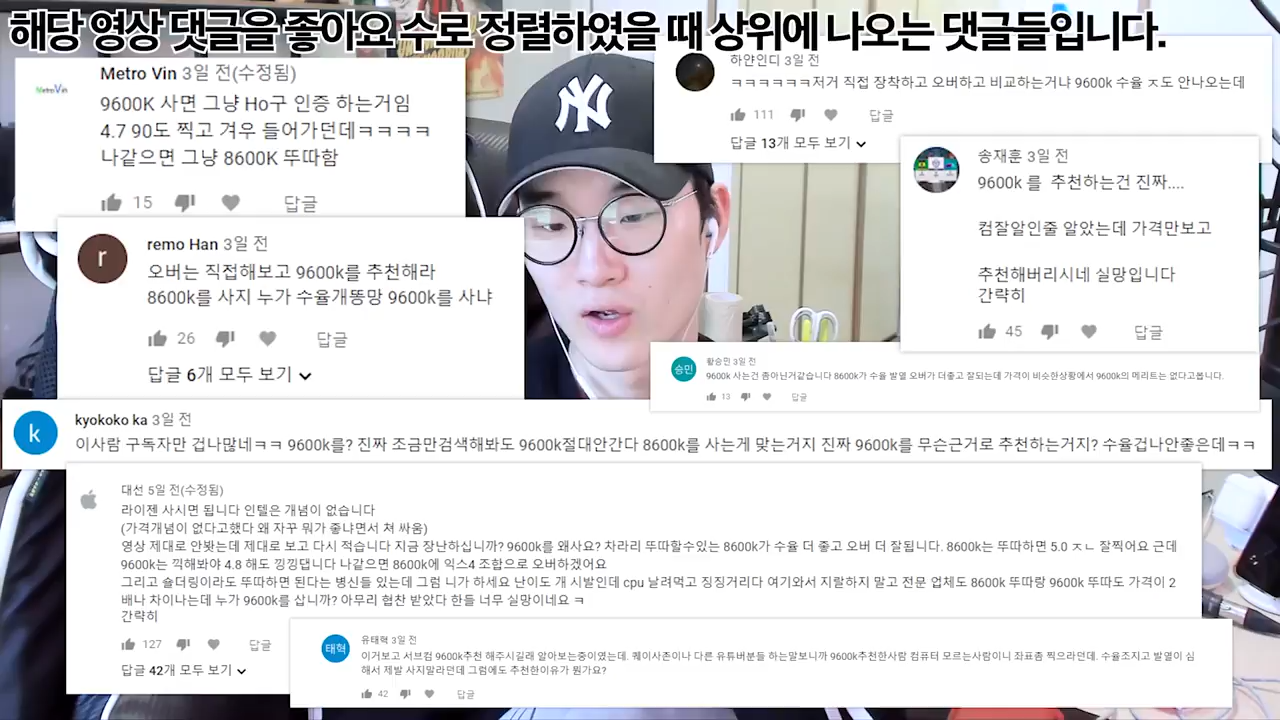 해당 영상 댓글을 좋아요 수로 정렬하였을 때 상위에 나오는 댓글들입니다.
MetroVin
Metro Vin 3일 전(수정됨)
9600K 사면 그냥 Ho구 인증 하는거임
4.7 90도 찍고 겨우 들어가던데ㅋㅋㅋㅋ
나같으면 그냥 8600K 뚜따함
15 답글
하얀인디 3일 전
ㅋㅋㅋㅋㅋㅋ저거 직접 장착하고 오버하고 비교하는거냐 9600k 수율 ㅈ도 안나오는데
111 답글
답글 13개 모두 보기
송재훈 3일 전
9600k 를 추천하는건 진짜....
컴잘알인줄 알았는데 가격만보고
추천해버리시네 실망입니다
간략히
45 답글
NY
r
remo Han 3일 전
오버는 직접해보고 9600k를 추천해라
8600k를 사지 누가 수율개똥망 9600k를 사냐
26 답글
답글 6개 모두 보기
승민
황승민 3일 전
9600k 사는건 좀아닌거같습니다 8600k가 수율 발열 오버가 더좋고 잘되는데 가격이 비슷한상황에서 9600k의 메리트는 없다고봅니다.
13 답글
k
kyokoko ka 3일 전
이사람 구독자만 겁나많네ㅋㅋ 9600k를? 진짜 조금만검색해봐도 9600k절대안간다 8600k를 사는게 맞는거지 진짜 9600k를 무슨근거로 추천하는거지? 수율겁나안좋은데ㅋㅋ
대선 5일 전(수정됨)
라이젠 사시면 됩니다 인텔은 개념이 없습니다
(가격개념이 없다고했다 왜 자꾸 뭐가 좋냐면서 쳐 싸움)
영상 제대로 안봣는데 제대로 보고 다시 적습니다 지금 장난하십니까? 9600k를 왜사요? 차라리 뚜따할수있는 8600k가 수율 더 좋고 오버 더 잘됩니다. 8600k는 뚜따하면 5.0 ㅈㄴ 잘찍어요 근데
9600k는 끽해봐야 4.8 해도 낑낑댑니다 나같으면 8600k에 익스4 조합으로 오버하겠어요
그리고 솔더링이라도 뚜따하면 된다는 병신들 있는데 그럼 니가 하세요 난이도 개 시발인데 cpu 날려먹고 징징거리다 여기와서 지랄하지 말고 전문 업체도 8600k 뚜따랑 9600k 뚜따도 가격이 2
배나 차이나는데 누가 9600k를 삽니까? 아무리 협찬 받았다 한들 너무 실망이네요 ㅋ
간략히
127 답글
답글 42개 모두 보기
태혁
유태혁 3일 전
이거보고 서브컴 9600k추천 해주시길래 알아보는중이였는데. 퀘이사존이나 다른 유튜버분들 하는말보니까 9600k추천한사람 컴퓨터 모르는사람이니 좌표좀 찍으라던데. 수율조지고 발열이 심
해서 제발 사지말라던데 그럼에도 추천한이유가 뭔가요?
42 답글